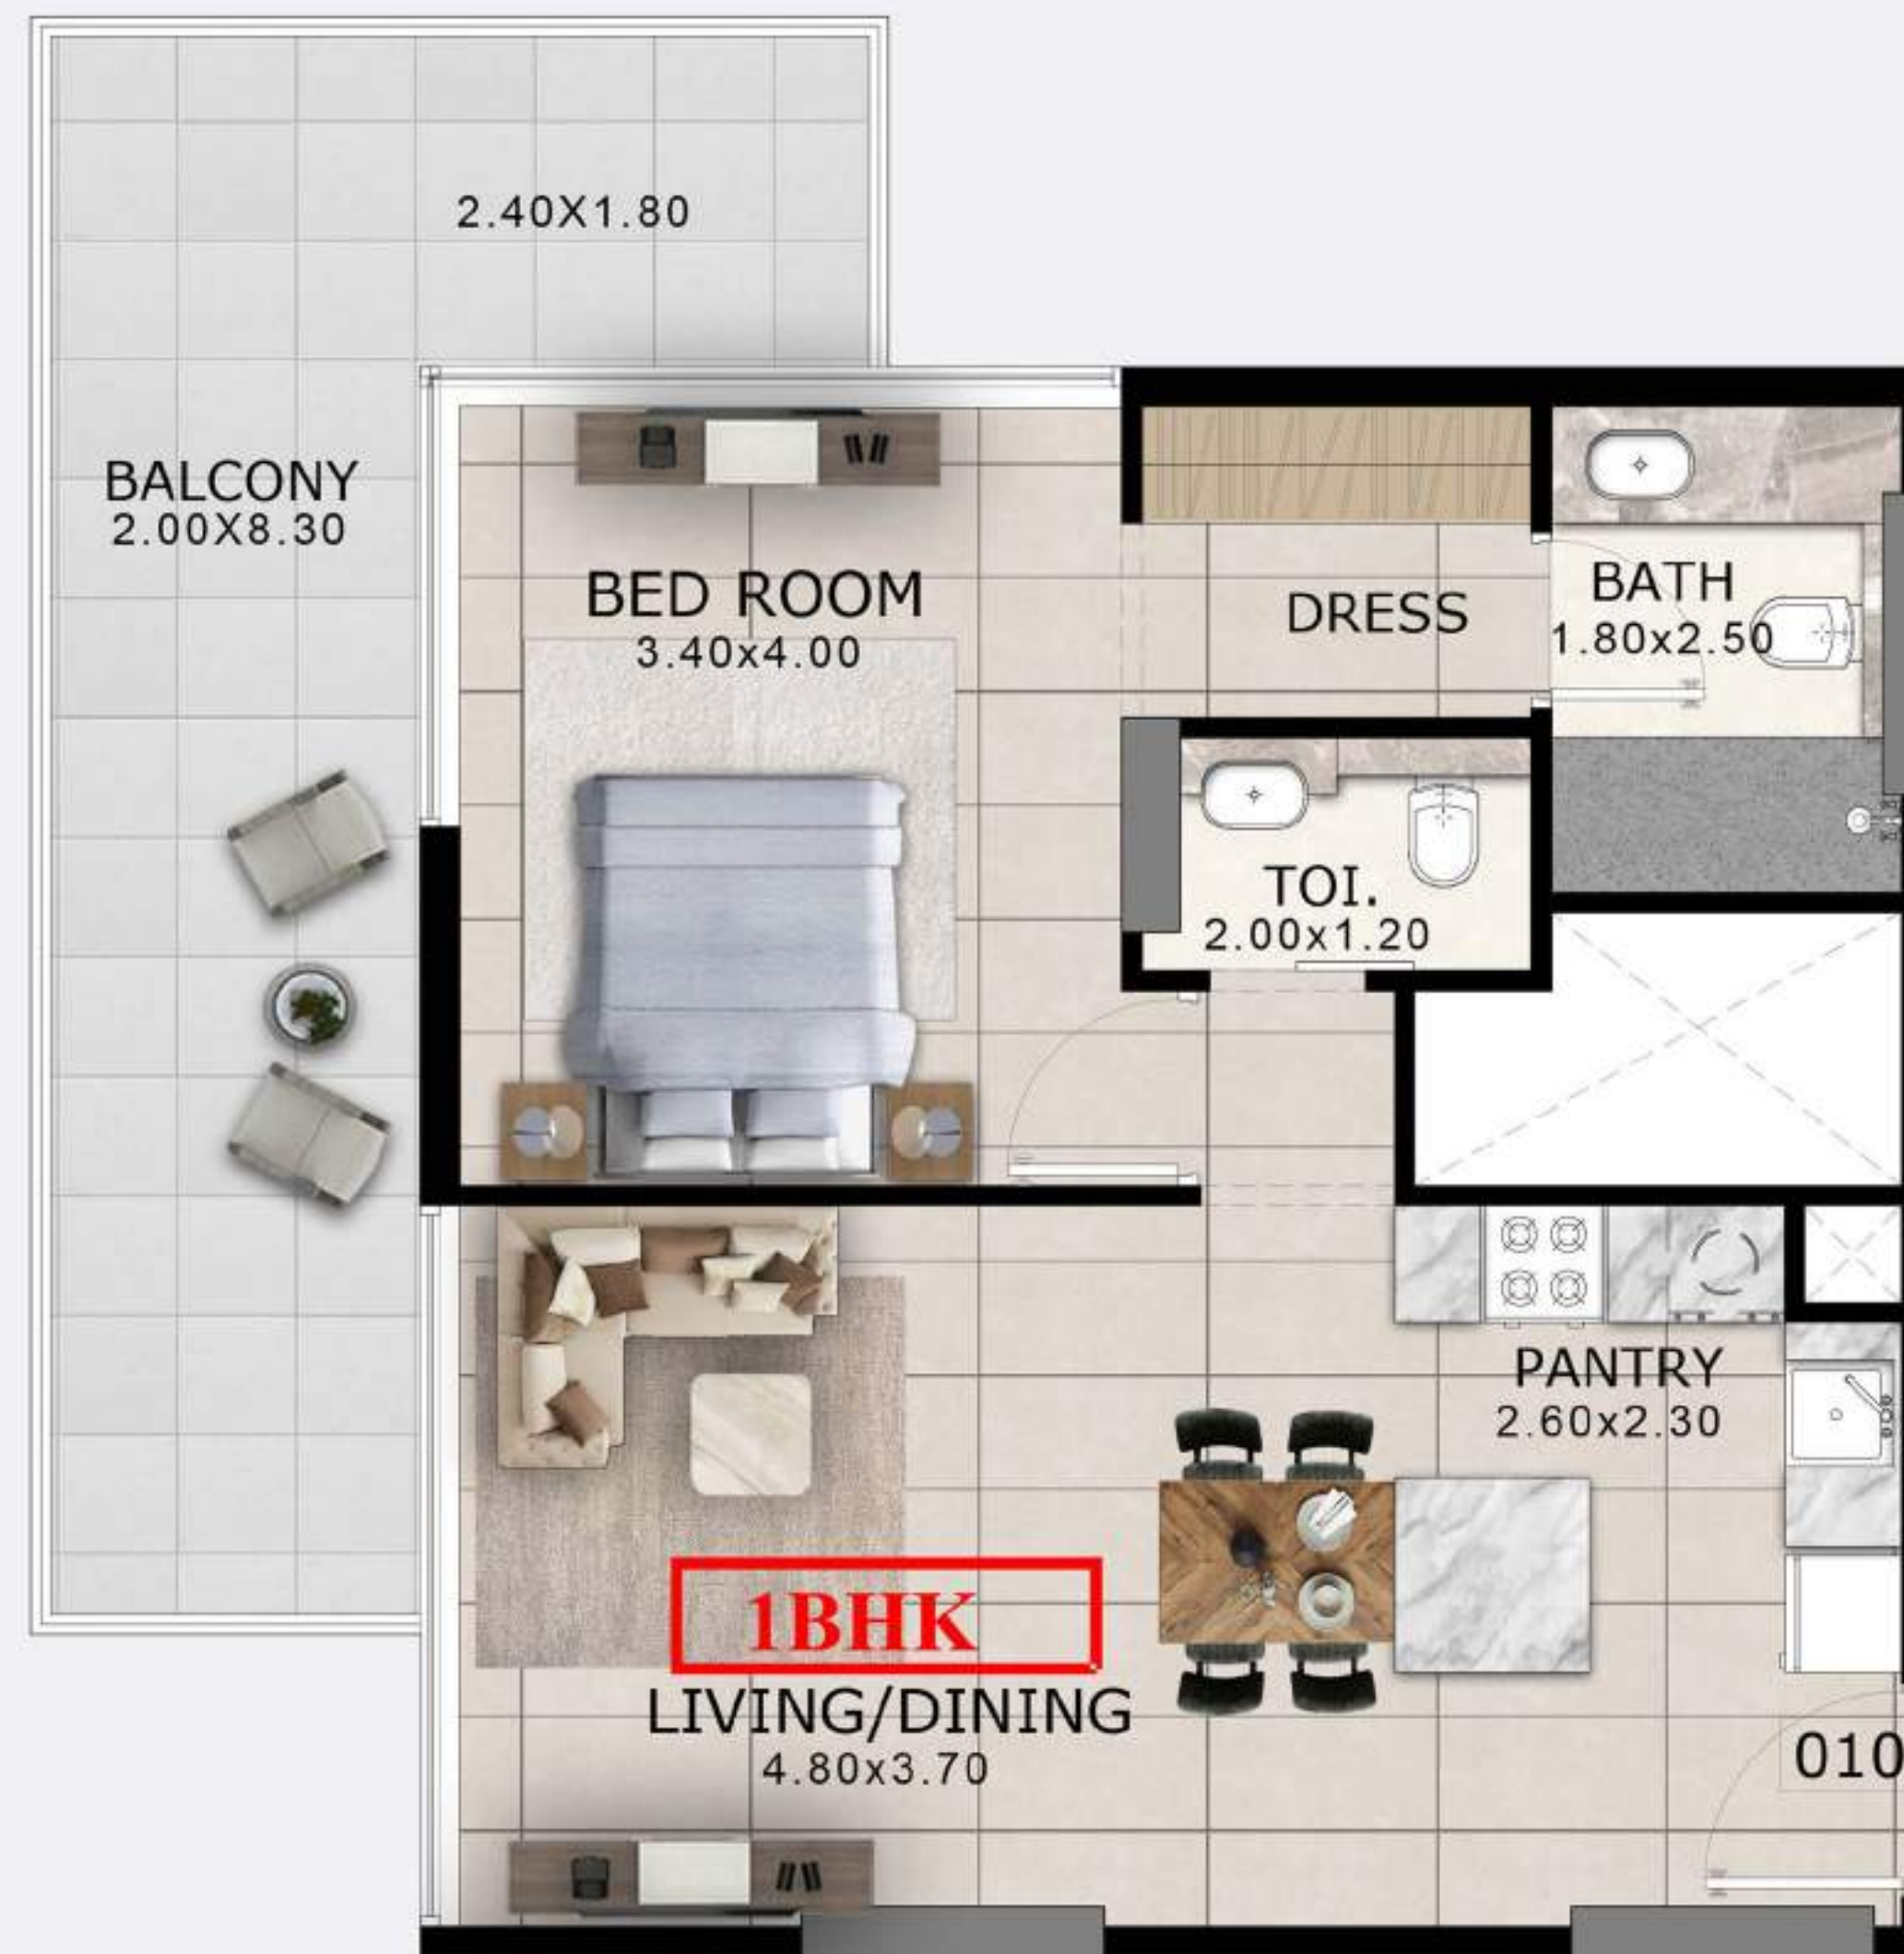 2.40X1.80
BALCONY
2.00X8.30
BED ROOM
3.40x4.00
DRESS
BATH
1.80x2.50
TOI.
2.00x1.20
PANTRY
2.60x2.30
1BHK
LIVING/DINING
4.80x3.70
010